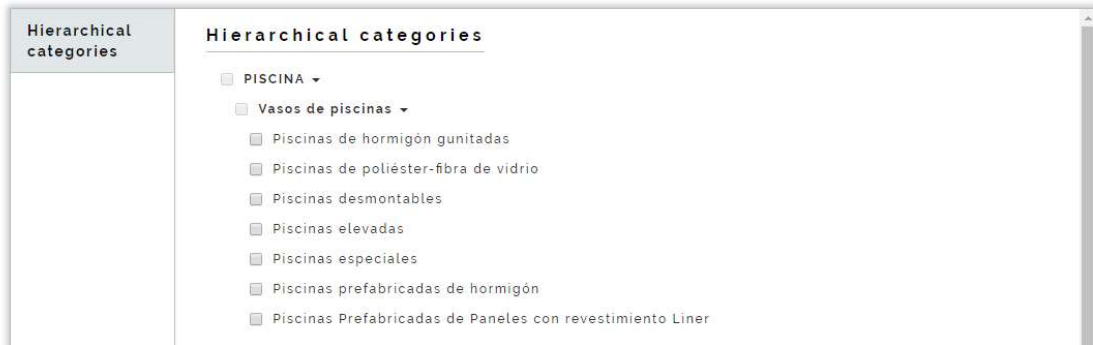 Hierarchical
categories
Hierarchical categories
PISCINA
Vasos de piscinas
Piscinas de hormigón gunitadas
Piscinas de poliéster-fibra de vidrio
Piscinas desmontables
Piscinas elevadas
Piscinas especiales
Piscinas prefabricadas de hormigón
Piscinas Prefabricadas de Paneles con revestimiento Liner